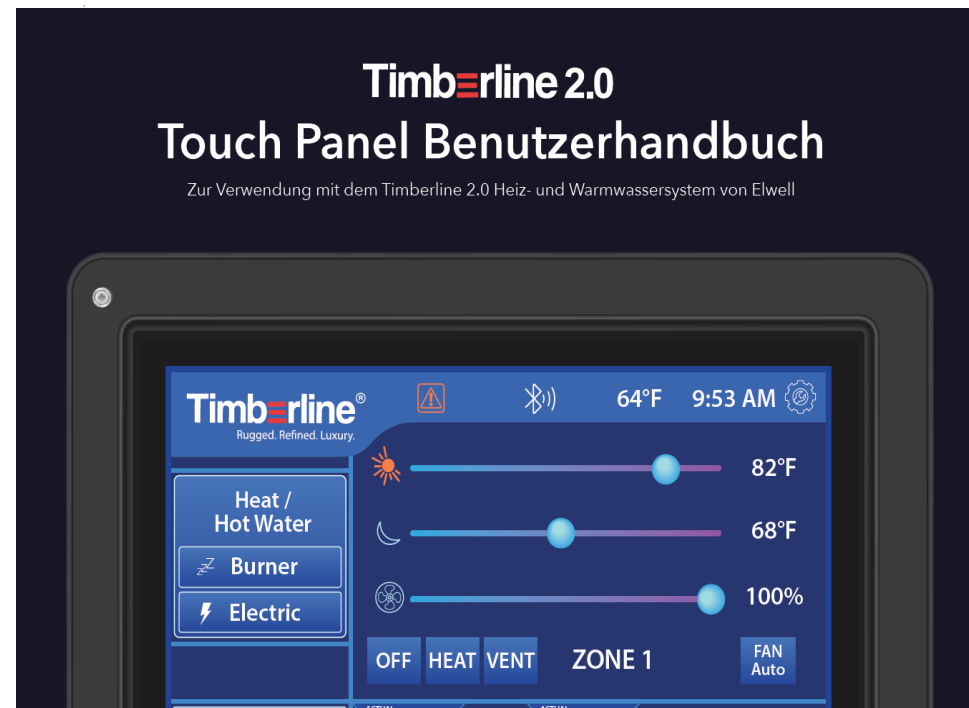 Timberline 2.0
Touch Panel Benutzerhandbuch
Zur Verwendung mit dem Timberline 2.0 Heiz- und Warmwassersystem von Elwell
Timberline®
Rugged. Refined. Luxury.
64°F
9:53 AM
82°F
Heat /
Hot Water
68°F
zzZ Burner
Electric
100%
OFF HEAT VENT ZONE 1
FAN
Auto